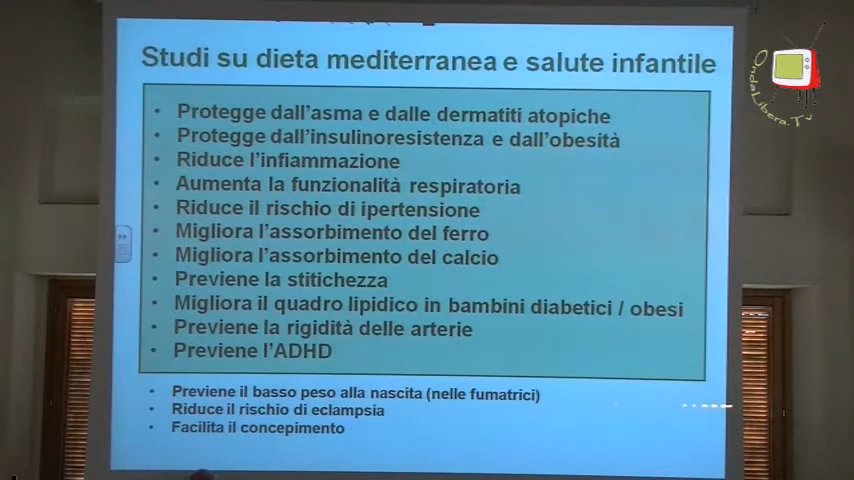 Studi su dieta mediterranea e salute infantile
• Protegge dall'asma e dalle dermatiti atopiche
• Protegge dall'insulinoresistenza e dall'obesità
• Riduce l'infiammazione
• Aumenta la funzionalità respiratoria
• Riduce il rischio di ipertensione
• Migliora l'assorbimento del ferro
• Migliora l'assorbimento del calcio
• Previene la stitichezza
• Migliora il quadro lipidico in bambini diabetici / obesi
• Previene la rigidità delle arterie
• Previene l'ADHD
• Previene il basso peso alla nascita (nelle fumatrici)
• Riduce il rischio di eclampsia
• Facilita il concepimento
OndaLibera-Tv